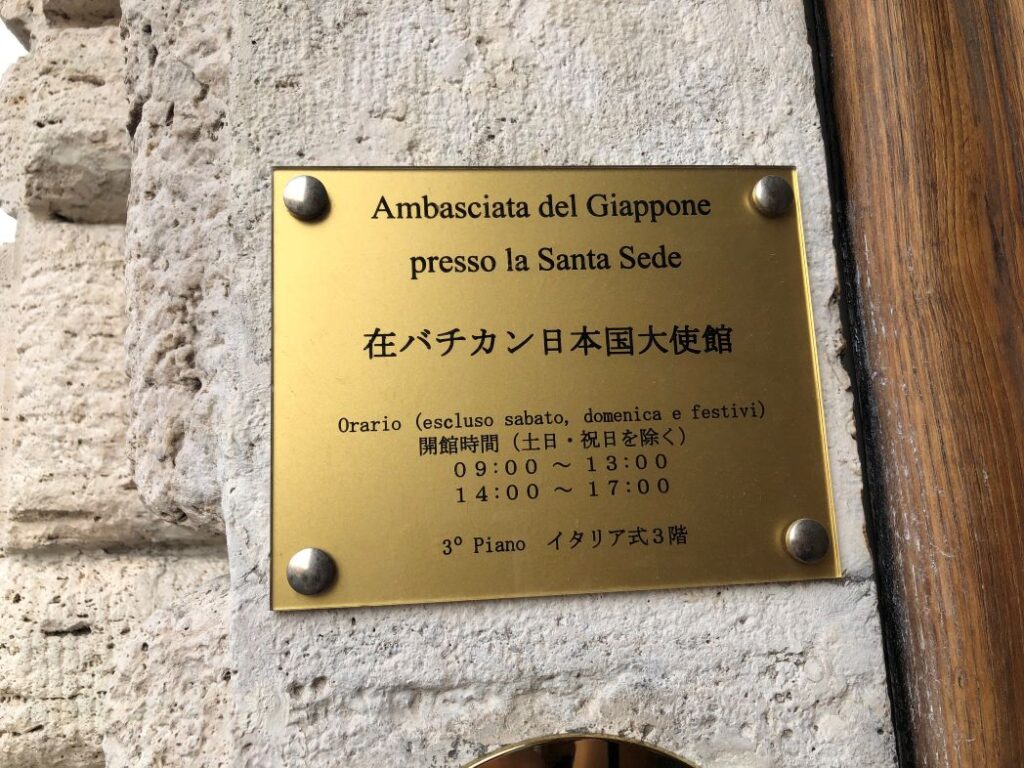 Ambasciata del Giappone
presso la Santa Sede
在バチカン日本国大使館
Orario (escluso sabato, domenica e festivi)
開館時間（土日・祝日を除く）
０９:００ ～ １３:００
１４:００ ～ １７:００
3º Piano　イタリア式３階